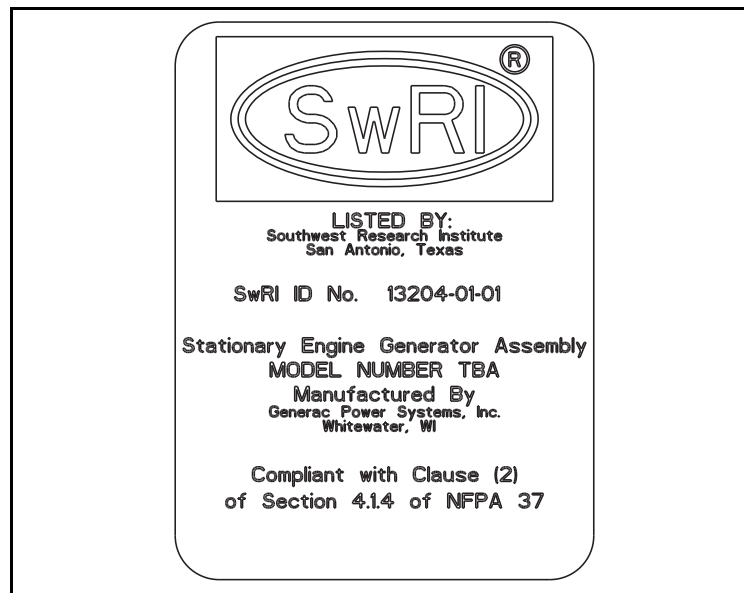 ®
SwRI
LISTED BY:
Southwest Research Institute
San Antonio, Texas
SwRI ID No. 13204-01-01
Stationary Engine Generator Assembly
MODEL NUMBER TBA
Manufactured By
Generac Power Systems, Inc.
Whitewater, WI
Compliant with Clause (2)
of Section 4.1.4 of NFPA 37